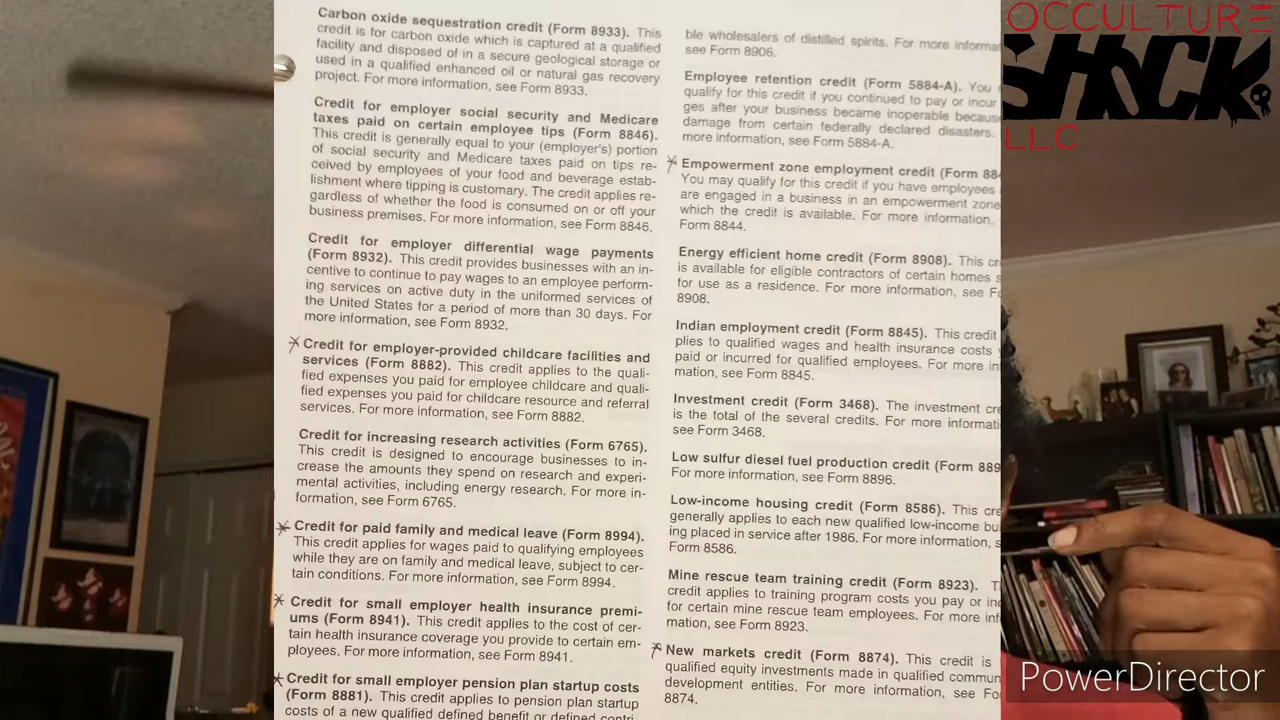 Carbon oxide sequestration credit (Form 8933). This
credit is for carbon oxide which is captured at a qualified
facility and disposed of in a secure geological storage or
used in a qualified enhanced oil or natural gas recovery
project. For more information, see Form 8933.
Credit for employer social security and Medicare
taxes paid on certain employee tips (Form 8846).
This credit is generally equal to your (employer's) portion
of social security and Medicare taxes paid on tips re-
ceived by employees of your food and beverage estab-
lishment where tipping is customary. The credit applies re-
gardless of whether the food is consumed on or off your
business premises. For more information, see Form 8846.
Credit for employer differential wage payments
(Form 8932). This credit provides businesses with an in-
centive to continue to pay wages to an employee perform-
ing services on active duty in the uniformed services of
the United States for a period of more than 30 days. For
more information, see Form 8932.
Credit for employer-provided childcare facilities and
services (Form 8882). This credit applies to the quali-
fied expenses you paid for employee childcare and quali-
fied expenses you paid for childcare resource and referral
services. For more information, see Form 8882.
Credit for increasing research activities (Form 6765).
This credit is designed to encourage businesses to in-
crease the amounts they spend on research and experi-
mental activities, including energy research. For more in-
formation, see Form 6765.
Credit for paid family and medical leave (Form 8994).
This credit applies for wages paid to qualifying employees
while they are on family and medical leave, subject to cer-
tain conditions. For more information, see Form 8994.
Credit for small employer health insurance premi-
ums (Form 8941). This credit applies to the cost of cer-
tain health insurance coverage you provide to certain em-
ployees. For more information, see Form 8941.
Credit for small employer pension plan startup costs
(Form 8881). This credit applies to pension plan startup
costs of a new qualified defined benefit or defined contri-
ble wholesalers of distilled spirits. For more informa
see Form 8906.
Employee retention credit (Form 5884-A). You
qualify for this credit if you continued to pay or incur
ges after your business became inoperable becaus
damage from certain federally declared disasters.
more information, see Form 5884-A.
Empowerment zone employment credit (Form 884
You may qualify for this credit if you have employees
are engaged in a business in an empowerment zone
which the credit is available. For more information,
Form 8844.
Energy efficient home credit (Form 8908). This cr
is available for eligible contractors of certain homes s
for use as a residence. For more information, see Fo
8908.
Indian employment credit (Form 8845). This credit
plies to qualified wages and health insurance costs
paid or incurred for qualified employees. For more in
mation, see Form 8845.
Investment credit (Form 3468). The investment cre
is the total of the several credits. For more informati
see Form 3468.
Low sulfur diesel fuel production credit (Form 889
For more information, see Form 8896.
Low-income housing credit (Form 8586). This cre
generally applies to each new qualified low-income bu
ing placed in service after 1986. For more information, s
Form 8586.
Mine rescue team training credit (Form 8923). T
credit applies to training program costs you pay or inc
for certain mine rescue team employees. For more inf
mation, see Form 8923.
New markets credit (Form 8874). This credit is
qualified equity investments made in qualified commun
development entities. For more information, see Fo
8874.
OCCULTURE
SHOCK
LLC
PowerDirector